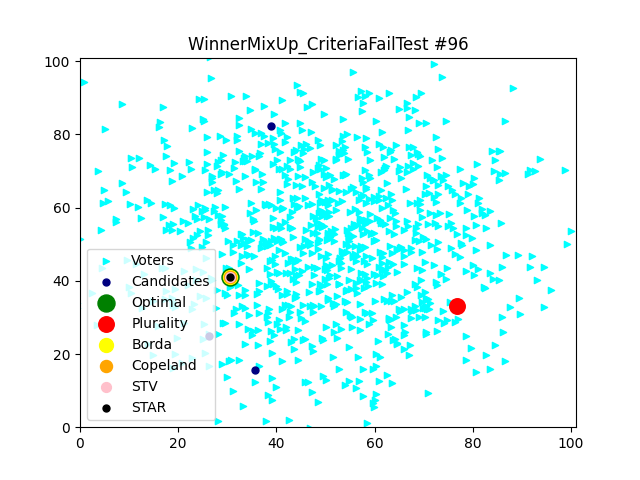 WinnerMixUp_CriteriaFailTest #96
100
80
60
40
20
0
Voters
Candidates
Optimal
Plurality
Borda
Copeland
STV
STAR
0 20 40 60 80 100